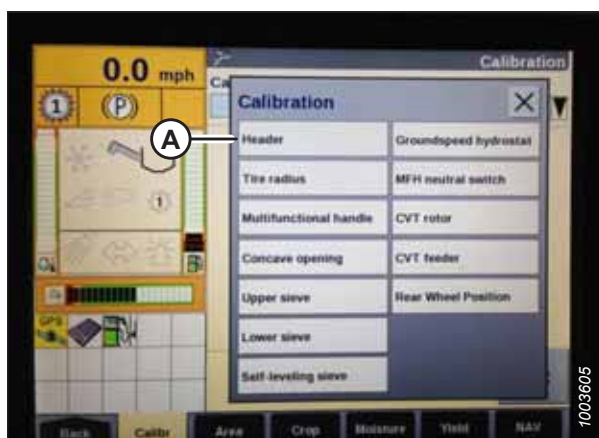 0.0 mph
Calibration
Ca
1
(P)
Calibration
A
Header
Groundspeed hydrostat
Tire radius
MFH neutral switch
1
Multifunctional handle
CVT rotor
Concave opening
CVT feeder
Upper sieve
Rear Wheel Position
GPS
Lower sieve
Self-leveling sieve
Back
Calibr
Area
Crop
Moisture
Yield
NAV
1003605